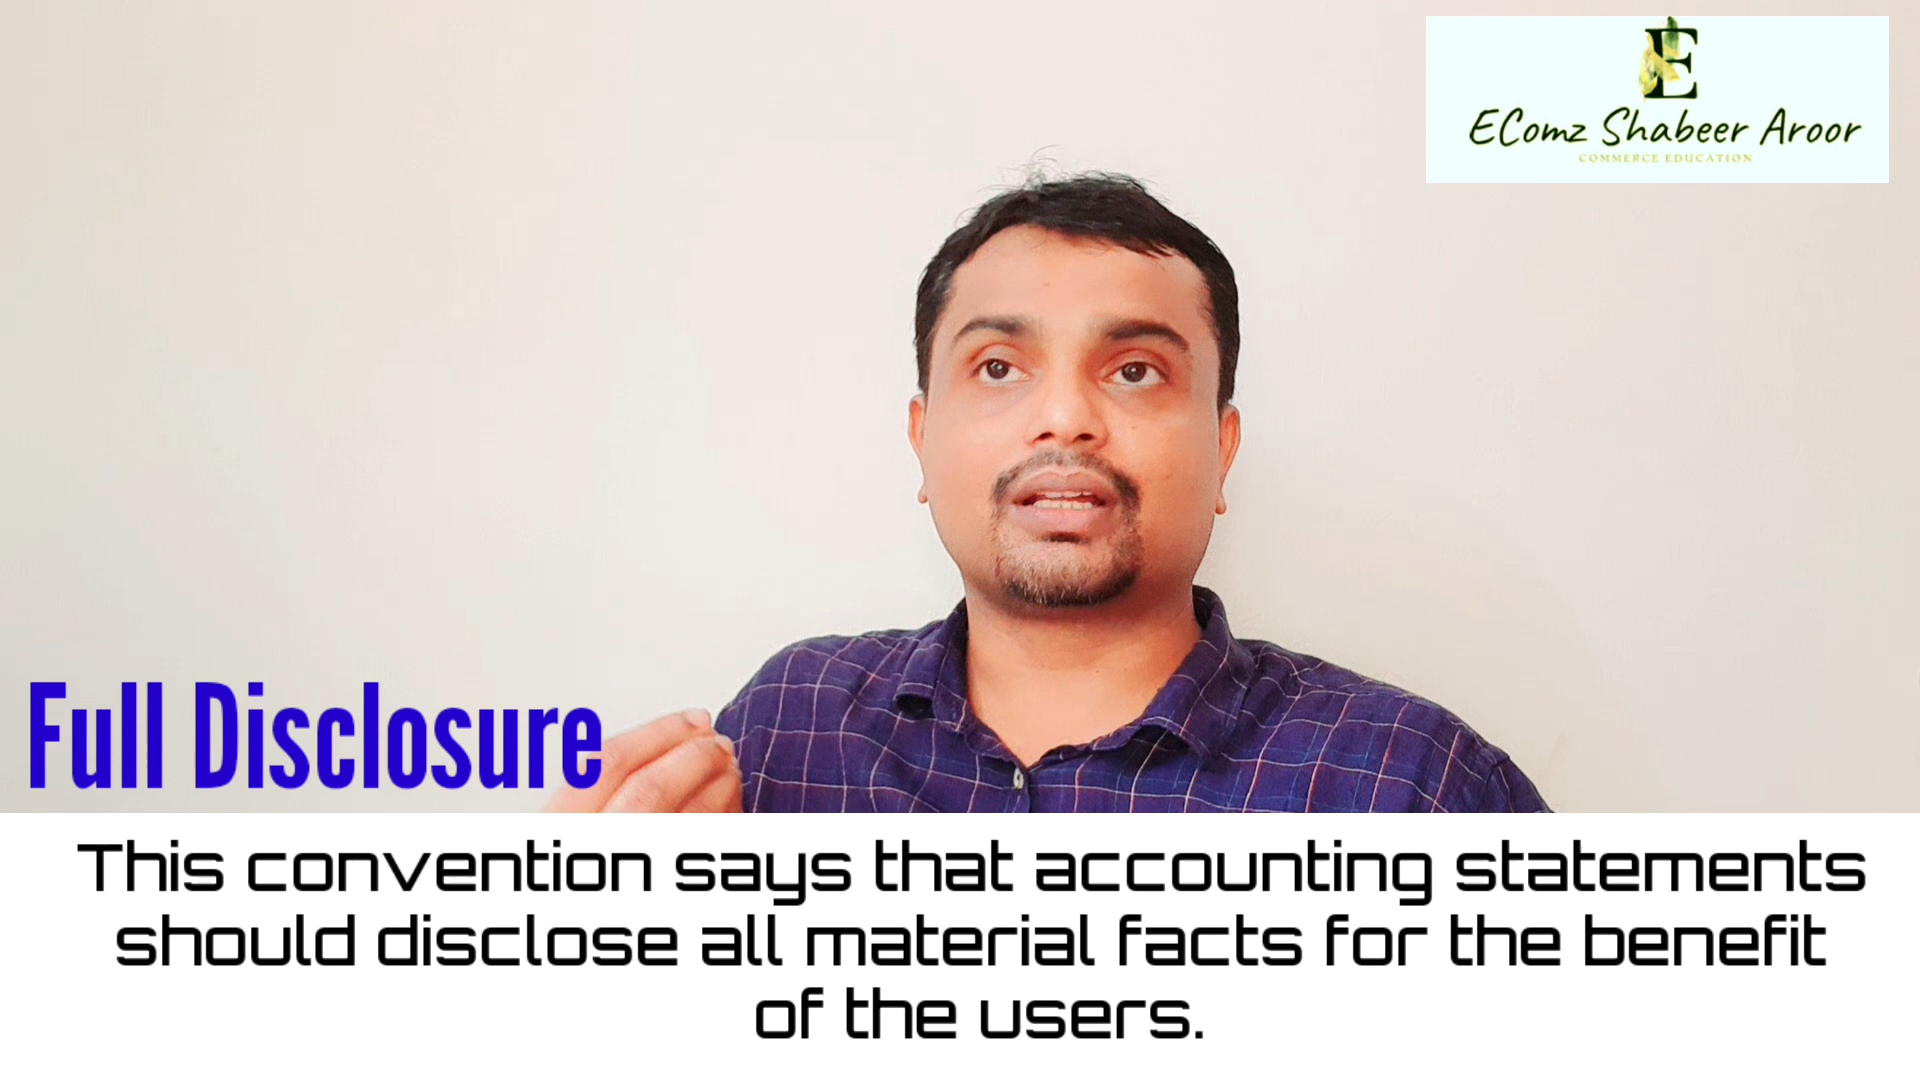 E
EComz Shabeer Aroor
COMMERCE EDUCATION
Full Disclosure
This convention says that accounting statements
should disclose all material facts for the benefit
of the users.